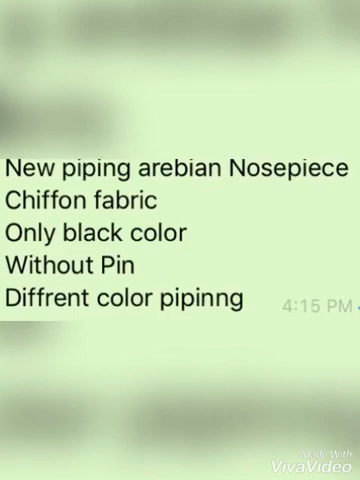 New piping arebian Nosepiece
Chiffon fabric
Only black color
Without Pin
Diffrent color pipinng
4:15 PM
Made With
VivaVideo